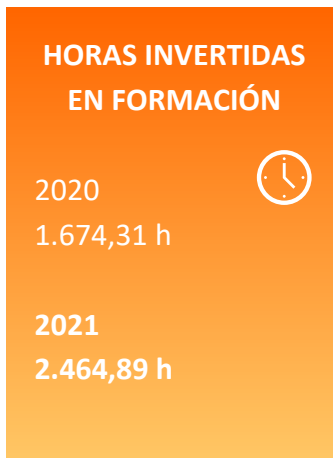 HORAS INVERTIDAS
EN FORMACIÓN
2020
1.674,31 h
2021
2.464,89 h